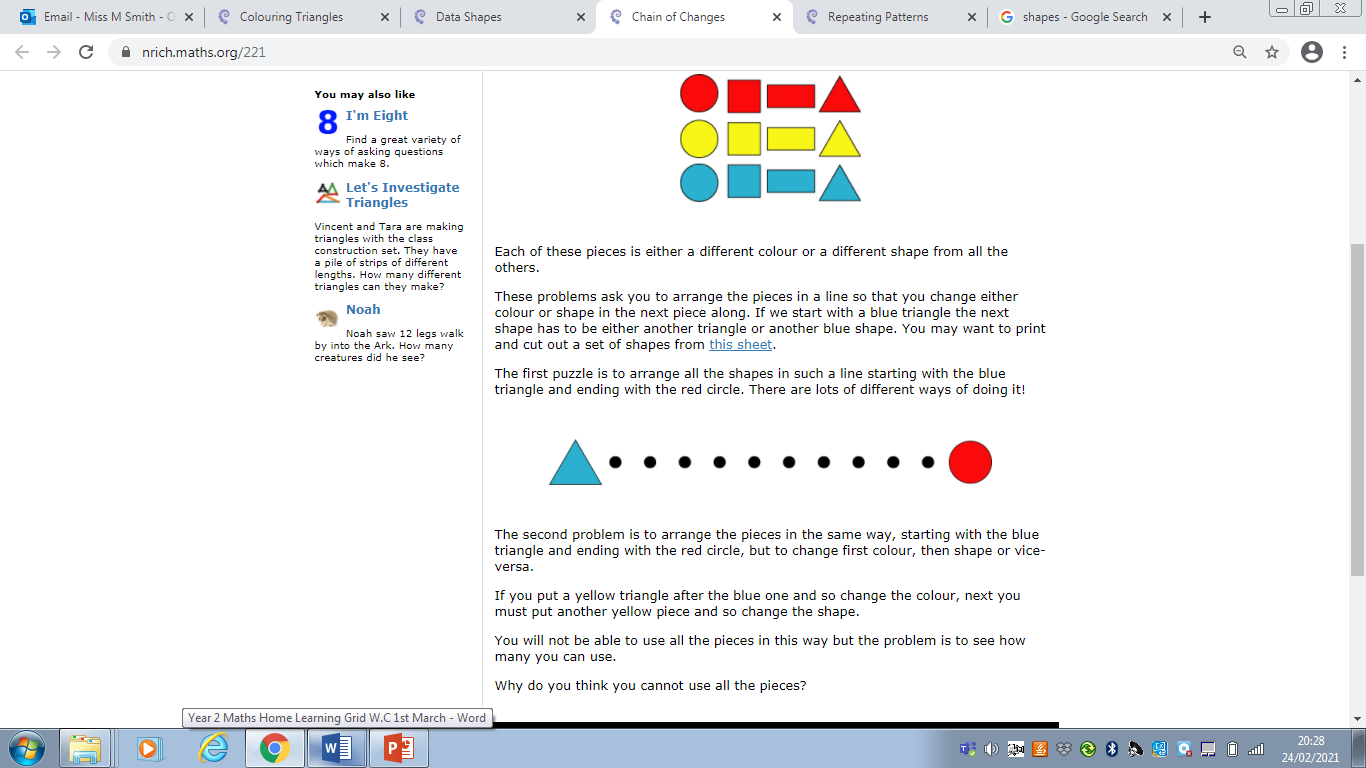 Email - Miss M Smith - O
Colouring Triangles
Data Shapes
Chain of Changes
Repeating Patterns
shapes - Google Search
nrich.maths.org/221
You may also like
8
I'm Eight
Find a great variety of
ways of asking questions
which make 8.
Let's Investigate
Triangles
Vincent and Tara are making
triangles with the class
construction set. They have
a pile of strips of different
lengths. How many different
triangles can they make?
Noah
Noah saw 12 legs walk
by into the Ark. How many
creatures did he see?
Each of these pieces is either a different colour or a different shape from all the
others.
These problems ask you to arrange the pieces in a line so that you change either
colour or shape in the next piece along. If we start with a blue triangle the next
shape has to be either another triangle or another blue shape. You may want to print
and cut out a set of shapes from this sheet.
The first puzzle is to arrange all the shapes in such a line starting with the blue
triangle and ending with the red circle. There are lots of different ways of doing it!
The second problem is to arrange the pieces in the same way, starting with the blue
triangle and ending with the red circle, but to change first colour, then shape or vice-
versa.
If you put a yellow triangle after the blue one and so change the colour, next you
must put another yellow piece and so change the shape.
You will not be able to use all the pieces in this way but the problem is to see how
many you can use.
Why do you think you cannot use all the pieces?
Year 2 Maths Home Learning Grid W.C 1st March - Word
20:28
24/02/2021